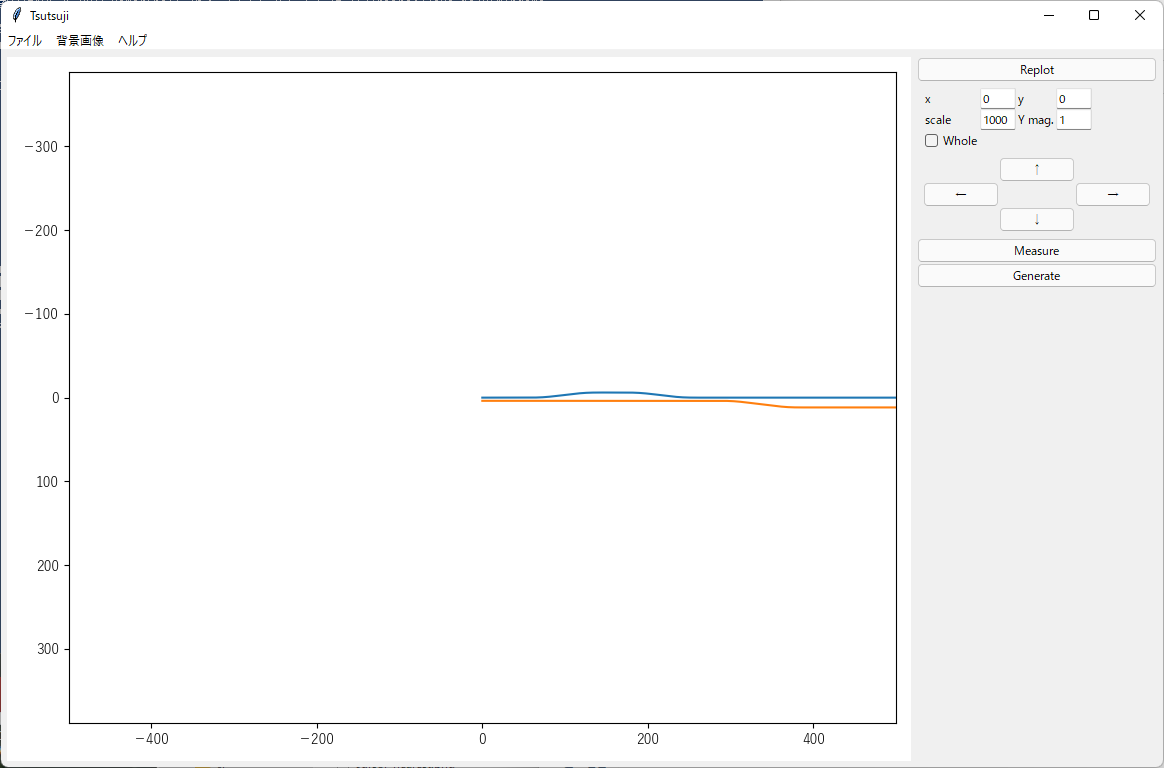 Tsutsuji
ファイル 背景画像 ヘルプ
Replot
x 0 y 0
scale 1000 Y mag. 1
Whole
↑
← →
↓
Measure
Generate
−300
−200
−100
0
100
200
300
−400 −200 0 200 400